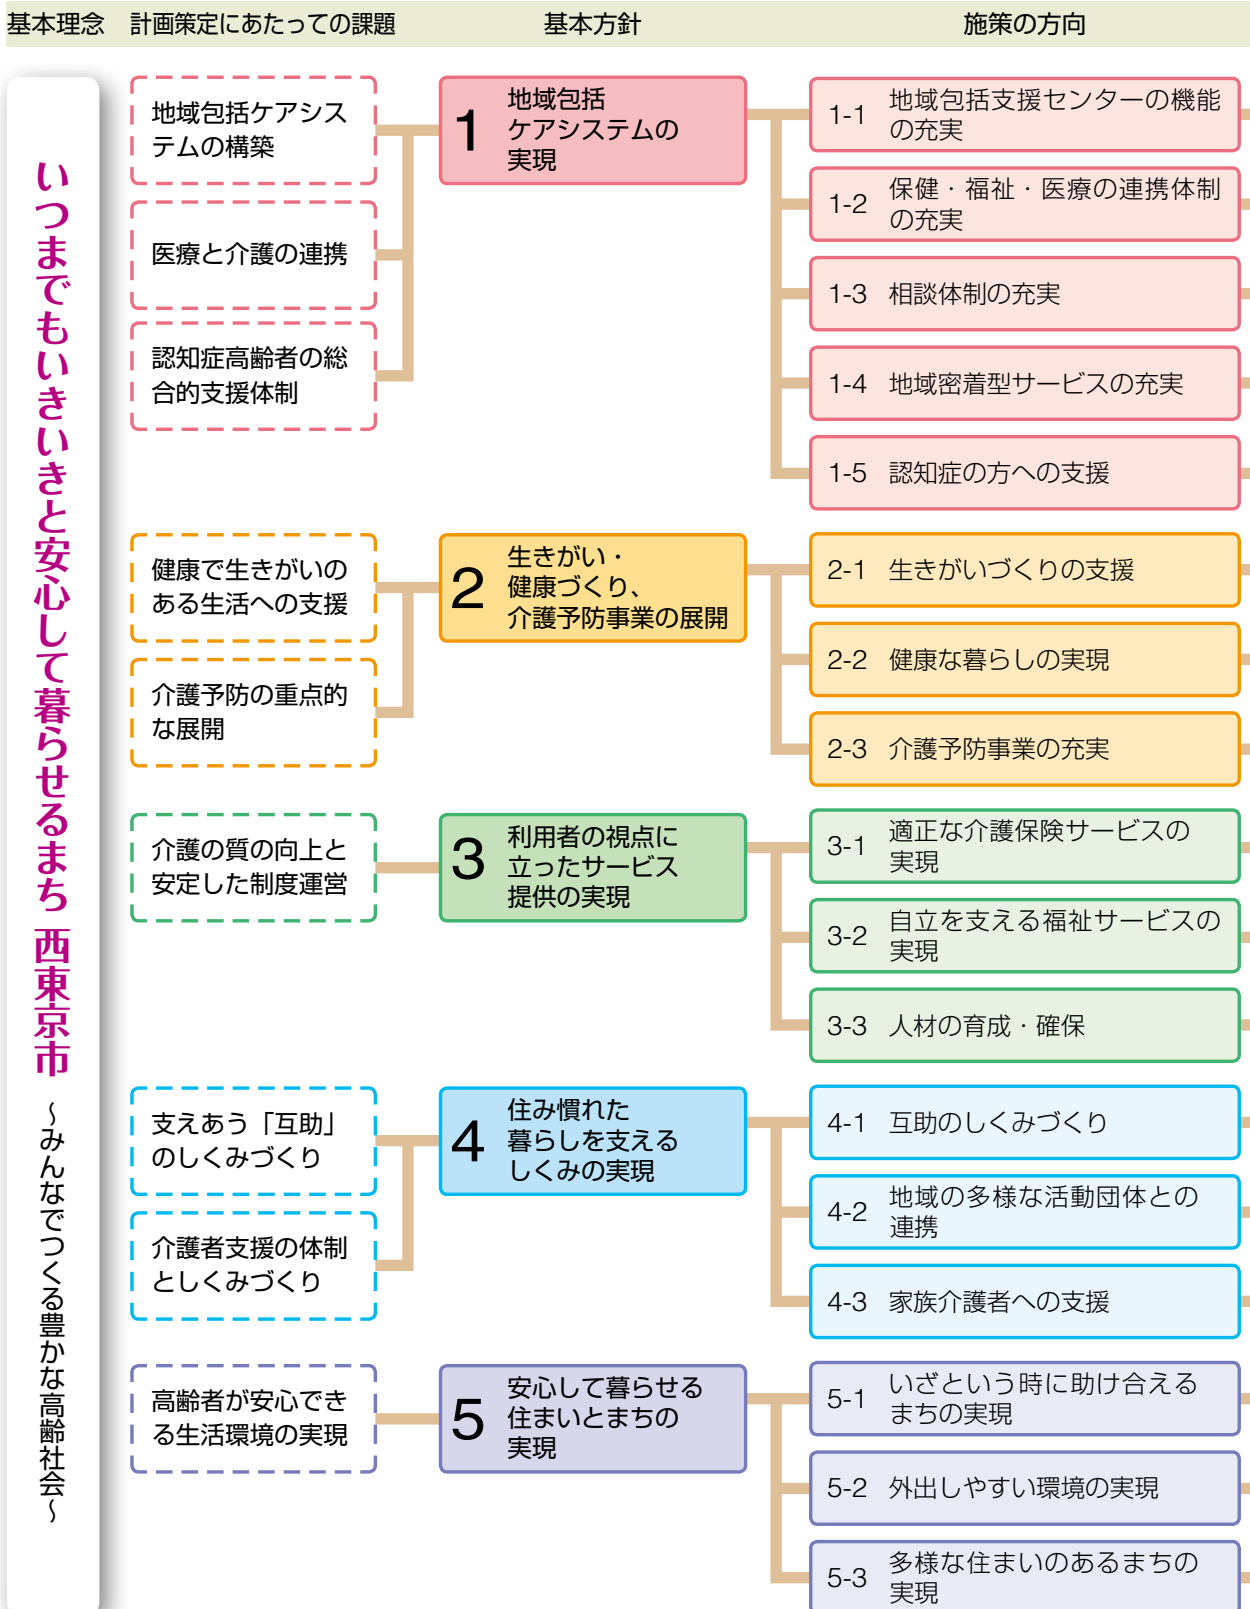 基本理念 計画策定にあたっての課題 基本方針 施策の方向
いつまでもいきいきと安心して暮らせるまち 西東京市 ～みんなでつくる豊かな高齢社会～
地域包括ケアシス
テムの構築
医療と介護の連携
認知症高齢者の総
合的支援体制
1 地域包括
ケアシステムの
実現
1-1 地域包括支援センターの機能
の充実
1-2 保健・福祉・医療の連携体制
の充実
1-3 相談体制の充実
1-4 地域密着型サービスの充実
1-5 認知症の方への支援
健康で生きがいの
ある生活への支援
介護予防の重点的
な展開
2 生きがい・
健康づくり、
介護予防事業の展開
2-1 生きがいづくりの支援
2-2 健康な暮らしの実現
2-3 介護予防事業の充実
介護の質の向上と
安定した制度運営
3 利用者の視点に
立ったサービス
提供の実現
3-1 適正な介護保険サービスの
実現
3-2 自立を支える福祉サービスの
実現
3-3 人材の育成・確保
支えあう「互助」
のしくみづくり
介護者支援の体制
としくみづくり
4 住み慣れた
暮らしを支える
しくみの実現
4-1 互助のしくみづくり
4-2 地域の多様な活動団体との
連携
4-3 家族介護者への支援
高齢者が安心でき
る生活環境の実現
5 安心して暮らせる
住まいとまちの
実現
5-1 いざという時に助け合える
まちの実現
5-2 外出しやすい環境の実現
5-3 多様な住まいのあるまちの
実現